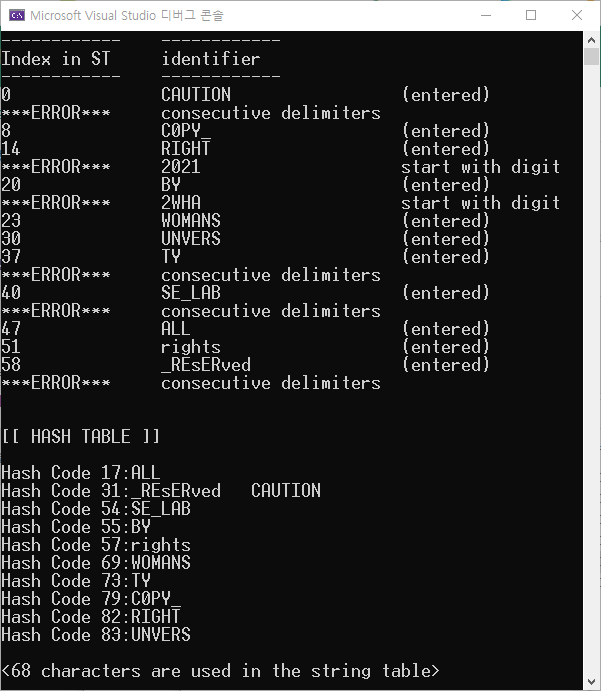 Microsoft Visual Studio 디버그 콘솔
------------    ------------
Index in ST     identifier
------------    ------------
0               CAUTION                 (entered)
***ERROR***     consecutive delimiters
8               C0PY_                   (entered)
14              RIGHT                   (entered)
***ERROR***     2021                    start with digit
20              BY                      (entered)
***ERROR***     2WHA                    start with digit
23              WOMANS                  (entered)
30              UNVERS                  (entered)
37              TY                      (entered)
***ERROR***     consecutive delimiters
40              SE_LAB                  (entered)
***ERROR***     consecutive delimiters
47              ALL                     (entered)
51              rights                  (entered)
58              _REsERved               (entered)
***ERROR***     consecutive delimiters
[[ HASH TABLE ]]
Hash Code 17:ALL
Hash Code 31:_REsERved   CAUTION
Hash Code 54:SE_LAB
Hash Code 55:BY
Hash Code 57:rights
Hash Code 69:WOMANS
Hash Code 73:TY
Hash Code 79:C0PY_
Hash Code 82:RIGHT
Hash Code 83:UNVERS
<68 characters are used in the string table>